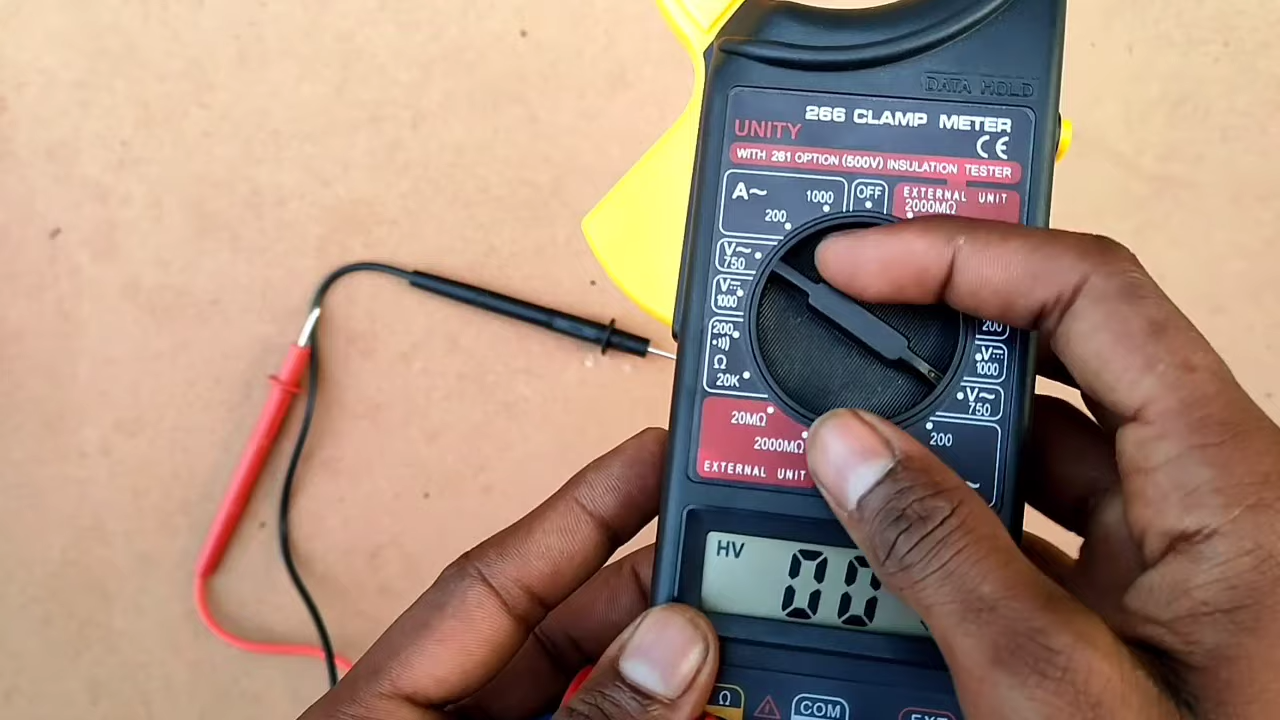 DATA HOLD
266 CLAMP METER
UNITY
CE
WITH 261 OPTION (500V) INSULATION TESTER
A~
1000
200
OFF
EXTERNAL UNIT
2000MΩ
V~
750
V
1000
200
Ω
20K
200
V
1000
V~
750
20MΩ
2000MΩ
EXTERNAL UNIT
200
~
HV
00
Ω
COM
EXT